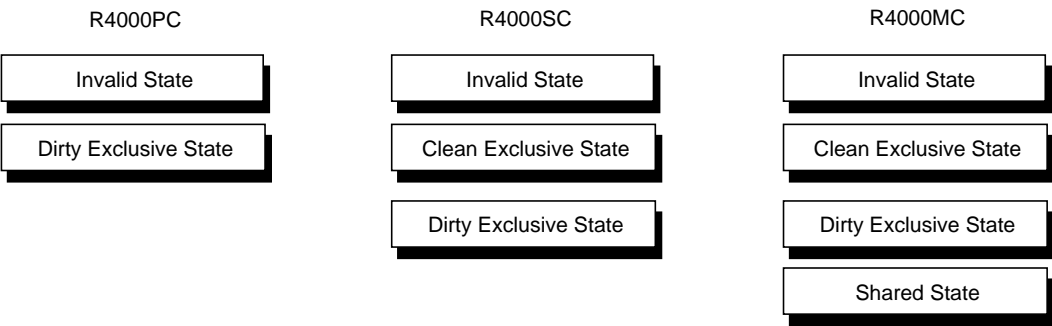 R4000PC
Invalid State
Dirty Exclusive State
R4000SC
Invalid State
Clean Exclusive State
Dirty Exclusive State
R4000MC
Invalid State
Clean Exclusive State
Dirty Exclusive State
Shared State